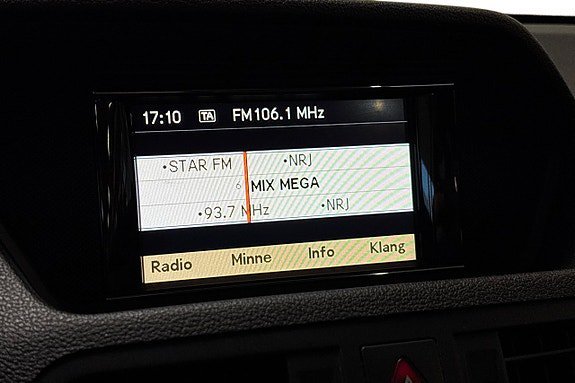 17:10 TA FM106.1 MHz
•STAR FM •NRJ
6 MIX MEGA
•93.7 MHz •NRJ
Radio Minne Info Klang